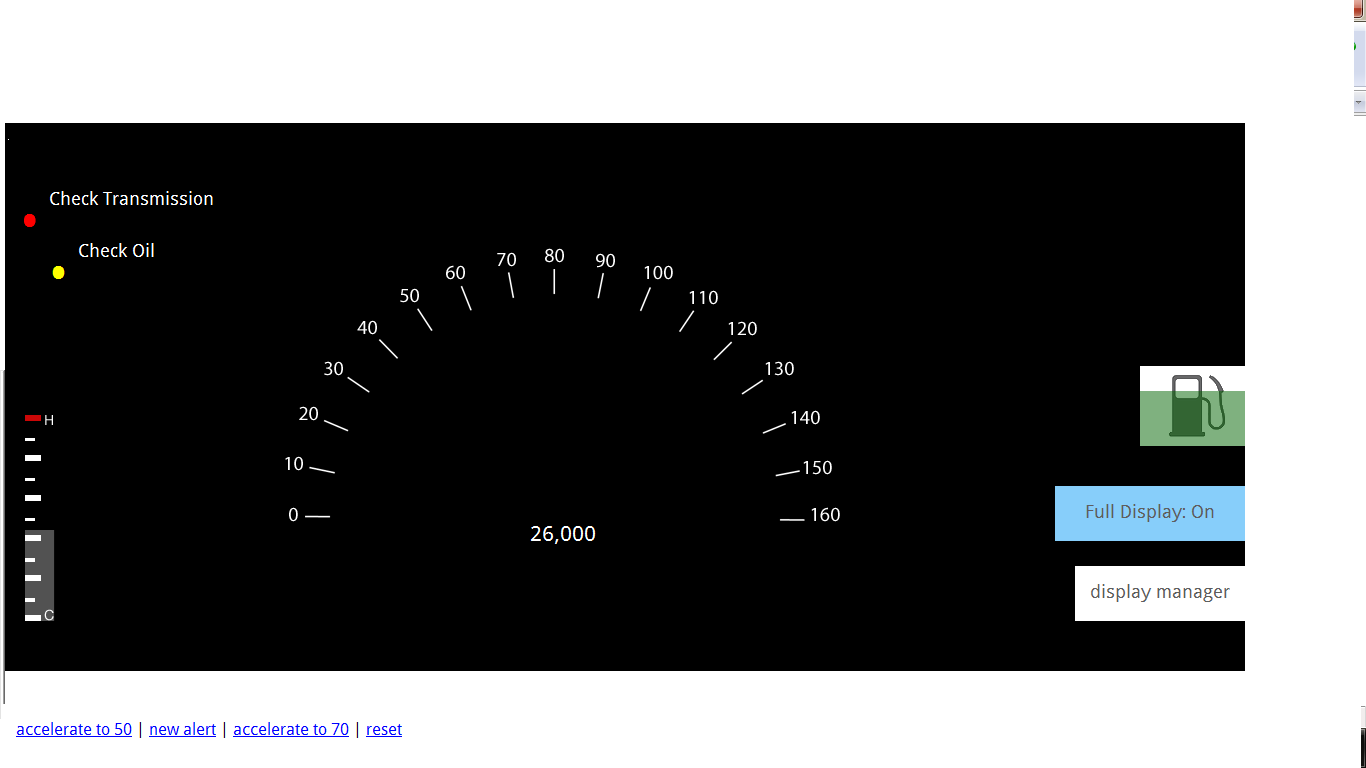 Check Transmission
Check Oil
80
70
90
60
100
50
110
40
120
30
130
20
140
H
10
150
0
160
Full Display: On
26,000
display manager
C
accelerate to 50 | new alert | accelerate to 70 | reset